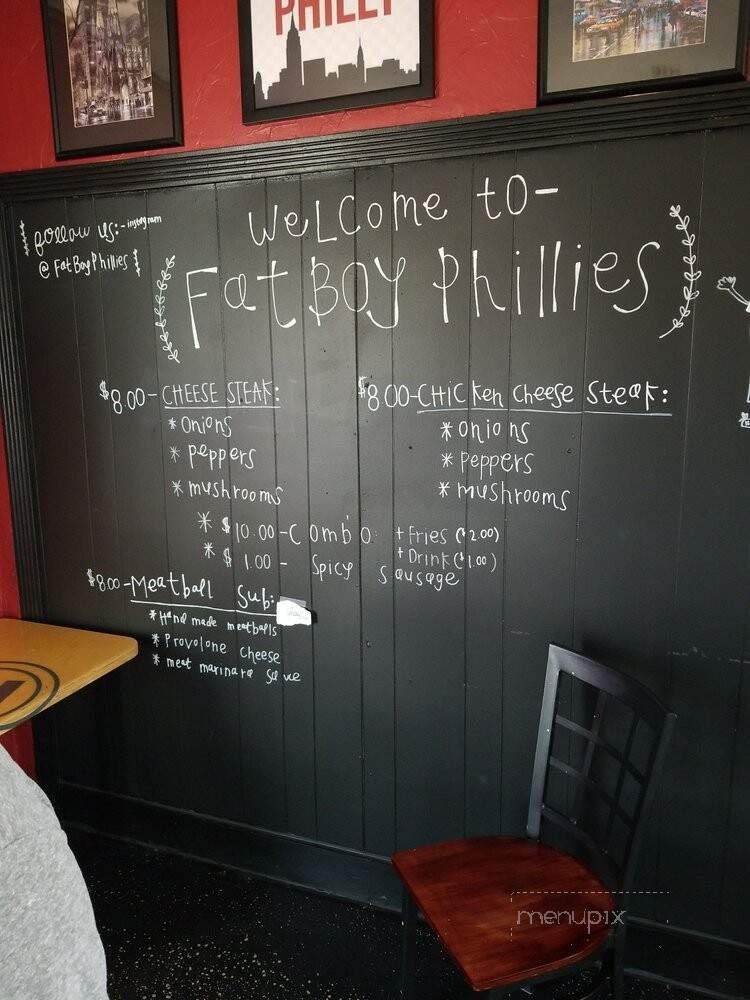 PHILLY
WeLCome to-
follow us:-instagram
@FatBoyPhillies
FatBOY Phillies
$8.00-CHEESE STEAK:
* onions
* peppers
* mushrooms
$8.00-CHICken Cheese Steak:
* onions
* peppers
* mushrooms
* $10.00-Combo: + Fries ($2.00)
+ Drink ($1.00)
* $1.00- Spicy Sausage
$8.00-Meatball Sub:
* Hand made meatballs
* Provolone cheese
* meat marinara
menupix